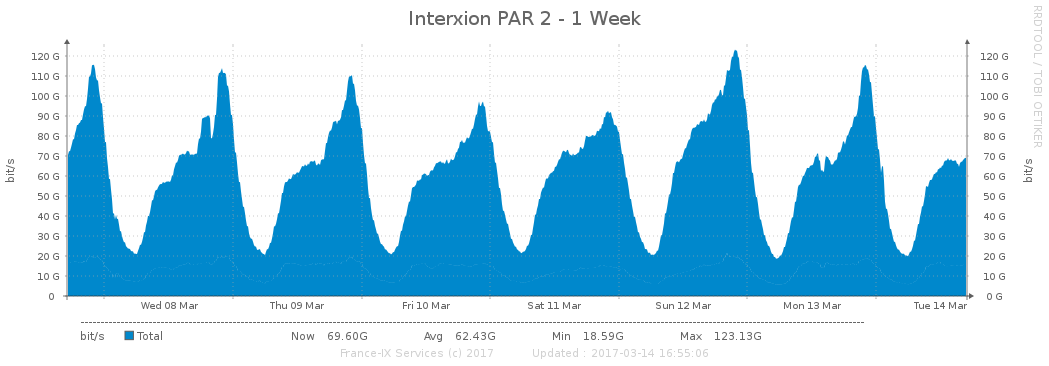 Interxion PAR 2 - 1 Week
RRDTOOL / TOBI OETIKER
bit/s
120 G
110 G
100 G
90 G
80 G
70 G
60 G
50 G
40 G
30 G
20 G
10 G
0
120 G
110 G
100 G
90 G
80 G
70 G
60 G
50 G
40 G
30 G
20 G
10 G
0 G
bit/s
Wed 08 Mar Thu 09 Mar Fri 10 Mar Sat 11 Mar Sun 12 Mar Mon 13 Mar Tue 14 Mar
bit/s Total Now 69.60G Avg 62.43G Min 18.59G Max 123.13G
France-IX Services (c) 2017 Updated : 2017-03-14 16:55:06